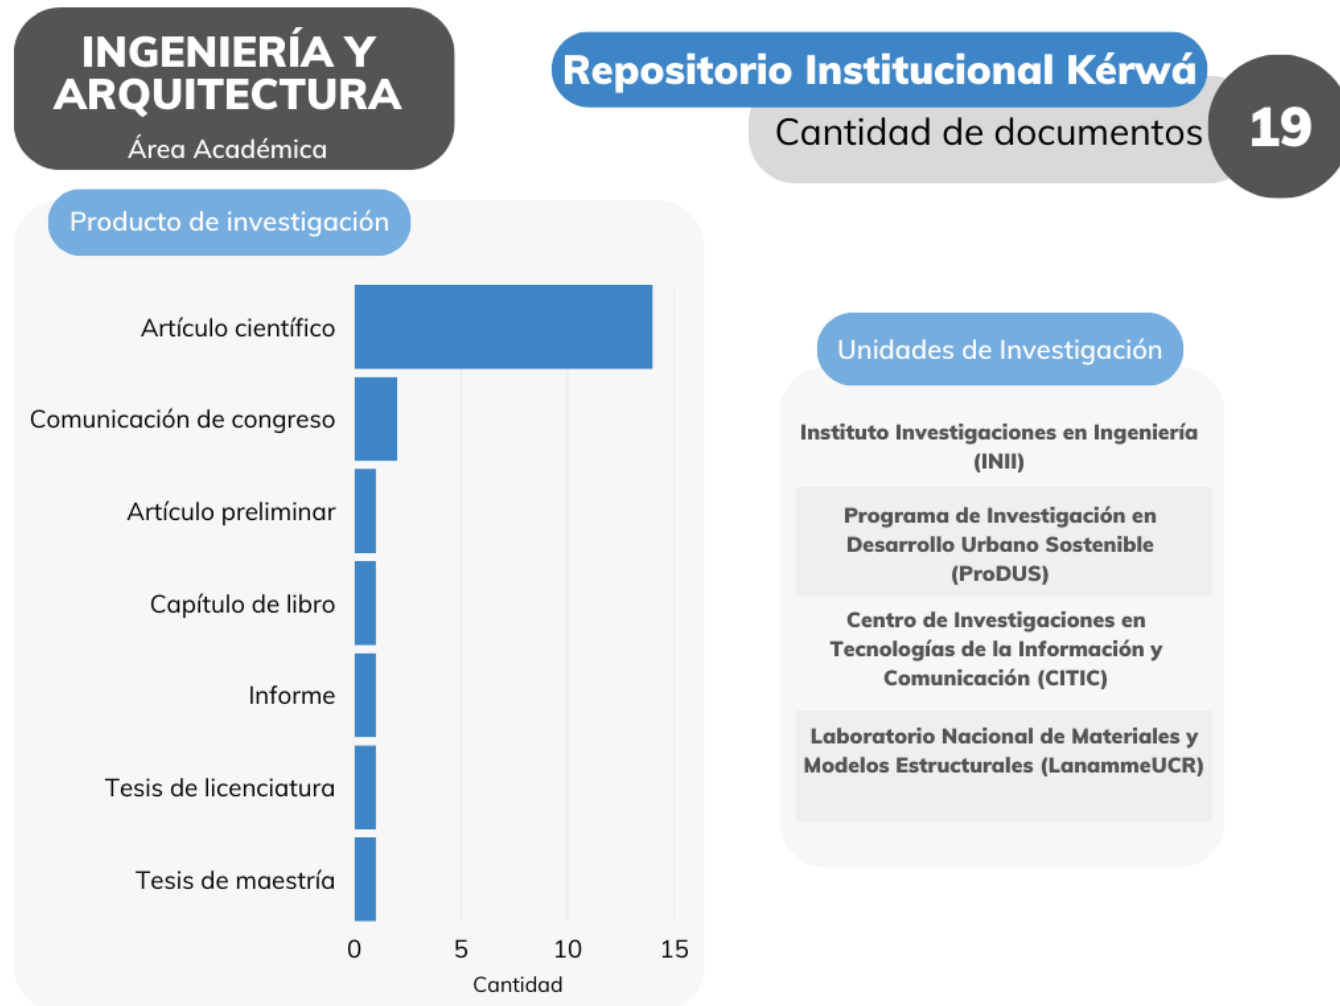 INGENIERÍA Y
ARQUITECTURA
Área Académica
Repositorio Institucional Kérwá
Cantidad de documentos
19
Producto de investigación
Artículo científico
Comunicación de congreso
Artículo preliminar
Capítulo de libro
Informe
Tesis de licenciatura
Tesis de maestría
0 5 10 15
Cantidad
Unidades de Investigación
Instituto Investigaciones en Ingeniería
(INII)
Programa de Investigación en
Desarrollo Urbano Sostenible
(ProDUS)
Centro de Investigaciones en
Tecnologías de la Información y
Comunicación (CITIC)
Laboratorio Nacional de Materiales y
Modelos Estructurales (LanammeUCR)